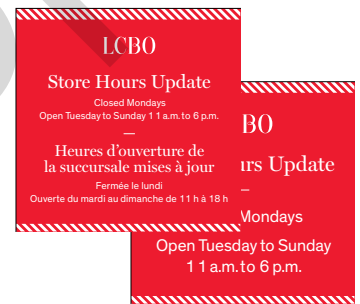 LCBO
Store Hours Update
Closed Mondays
Open Tuesday to Sunday 11 a.m. to 6 p.m.
Heures d’ouverture de
la succursale mises à jour
Fermée le lundi
Ouverte du mardi au dimanche de 11 h à 18 h
BO
urs Update
Mondays
Open Tuesday to Sunday
11 a.m. to 6 p.m.